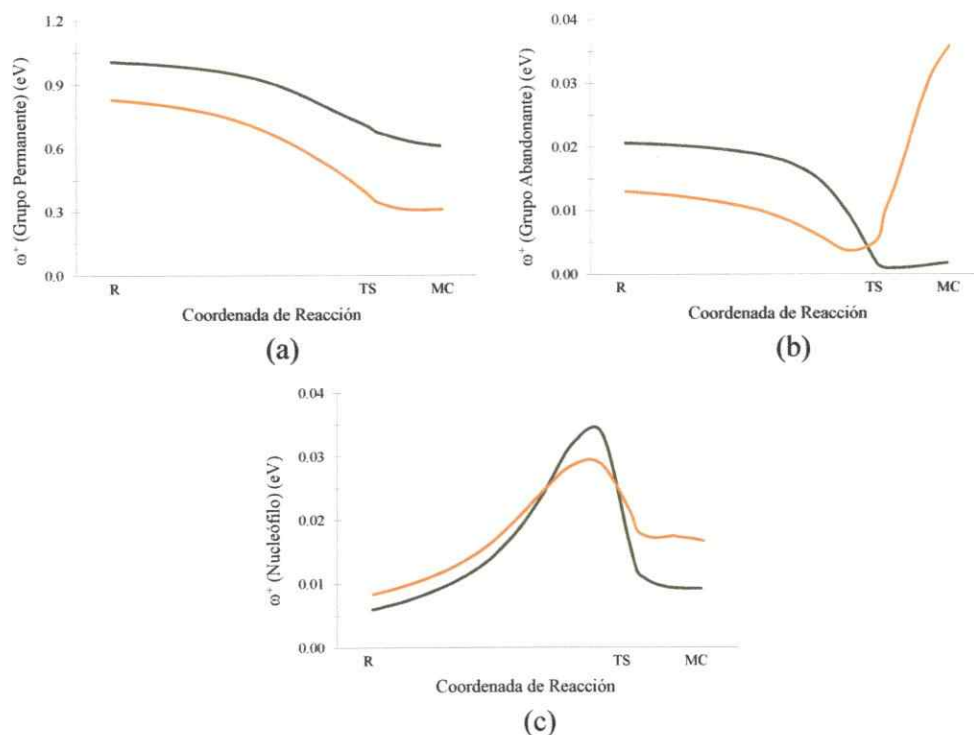 ω⁺ (Grupo Permanente) (eV)
1.2
0.9
0.6
0.3
0.0
R
TS
MC
Coordenada de Reacción
(a)
ω⁺ (Grupo Abandonante) (eV)
0.04
0.03
0.02
0.01
0.00
R
TS
MC
Coordenada de Reacción
(b)
ω⁺ (Nucleófilo) (eV)
0.04
0.03
0.02
0.01
0.00
R
TS
MC
Coordenada de Reacción
(c)